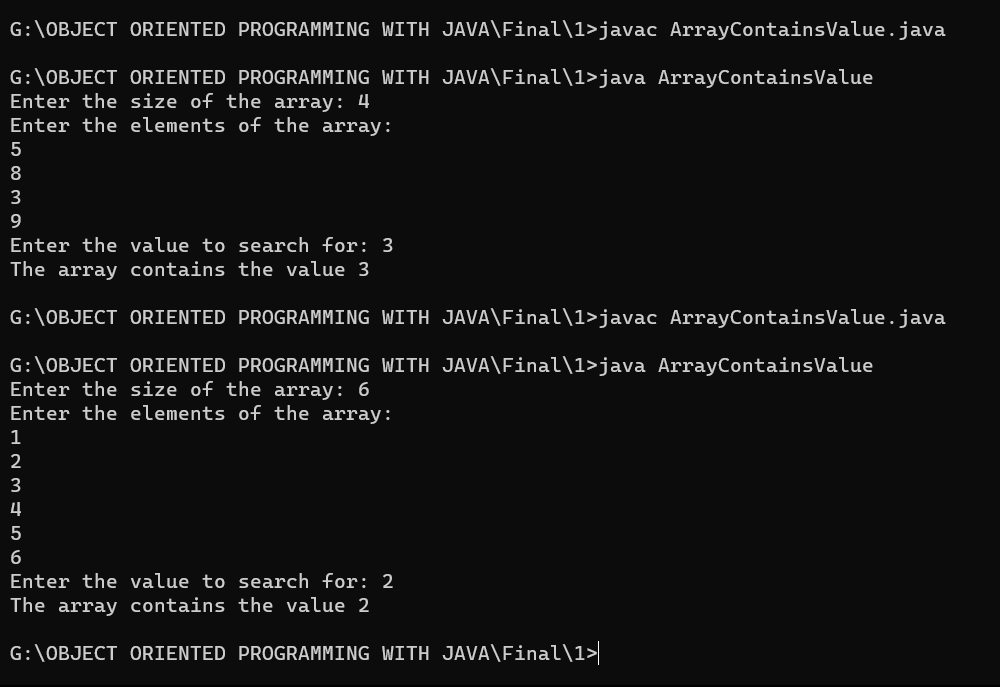 G:\OBJECT ORIENTED PROGRAMMING WITH JAVA\Final\1>javac ArrayContainsValue.java
G:\OBJECT ORIENTED PROGRAMMING WITH JAVA\Final\1>java ArrayContainsValue
Enter the size of the array: 4
Enter the elements of the array:
5
8
3
9
Enter the value to search for: 3
The array contains the value 3
G:\OBJECT ORIENTED PROGRAMMING WITH JAVA\Final\1>javac ArrayContainsValue.java
G:\OBJECT ORIENTED PROGRAMMING WITH JAVA\Final\1>java ArrayContainsValue
Enter the size of the array: 6
Enter the elements of the array:
1
2
3
4
5
6
Enter the value to search for: 2
The array contains the value 2
G:\OBJECT ORIENTED PROGRAMMING WITH JAVA\Final\1>